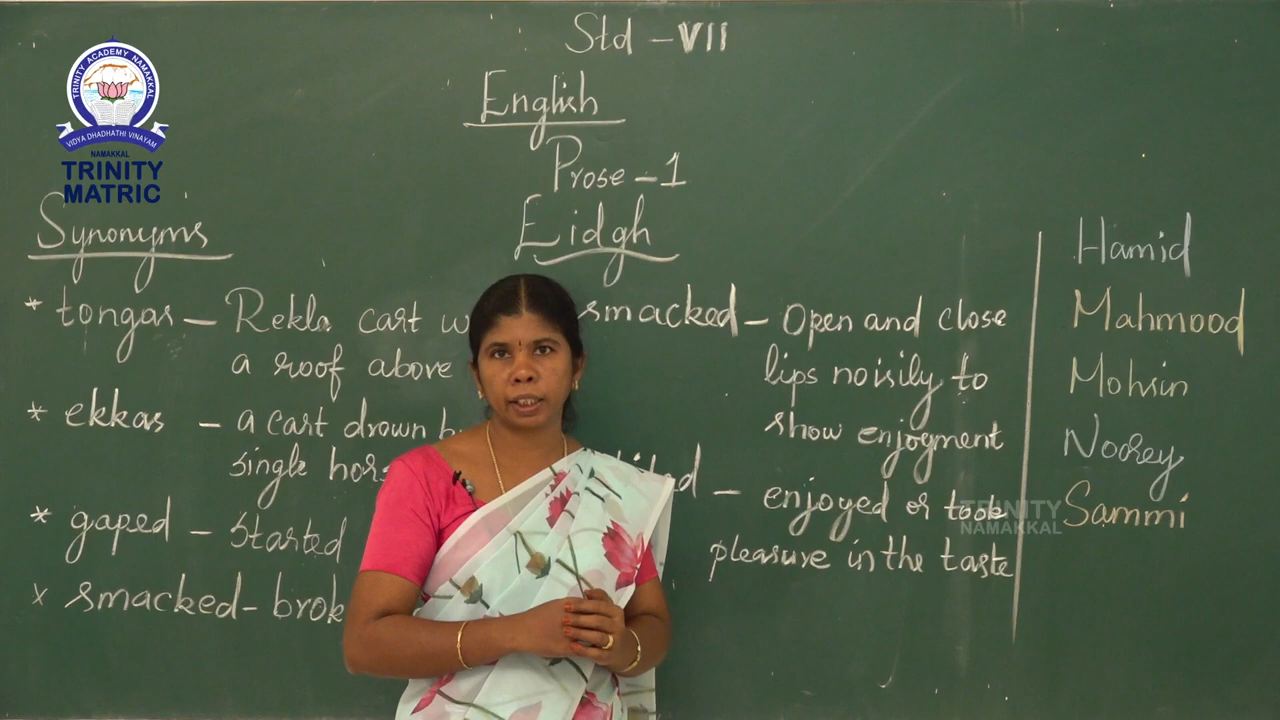 Std - VII
English
Prose - 1
Eidgh
TRINITY ACADEMY NAMAKKAL
VIDYA DHADHATHI VINAYAM
NAMAKKAL
TRINITY
MATRIC
Synonyms
* tongas - Rekla cart
a roof above
* ekkas - a cart drawn
single
* gaped - Started
x smacked - brok
smacked - Open and close
lips noisily to
show enjoyment
- enjoyed or took
pleasure in the taste
Hamid
Mahmood
Mohsin
Noorey
Sammi
TRINITY
NAMAKKAL